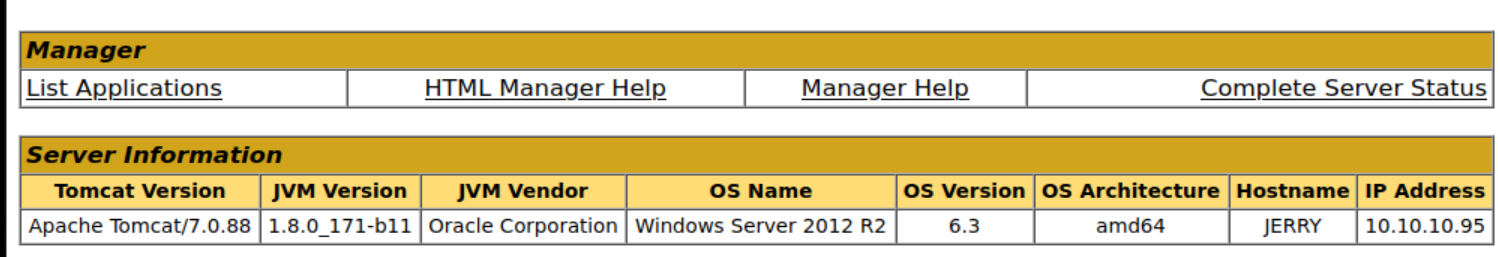 Manager
List Applications HTML Manager Help Manager Help Complete Server Status
Server Information
Tomcat Version JVM Version JVM Vendor OS Name OS Version OS Architecture Hostname IP Address
Apache Tomcat/7.0.88 1.8.0_171-b11 Oracle Corporation Windows Server 2012 R2 6.3 amd64 JERRY 10.10.10.95